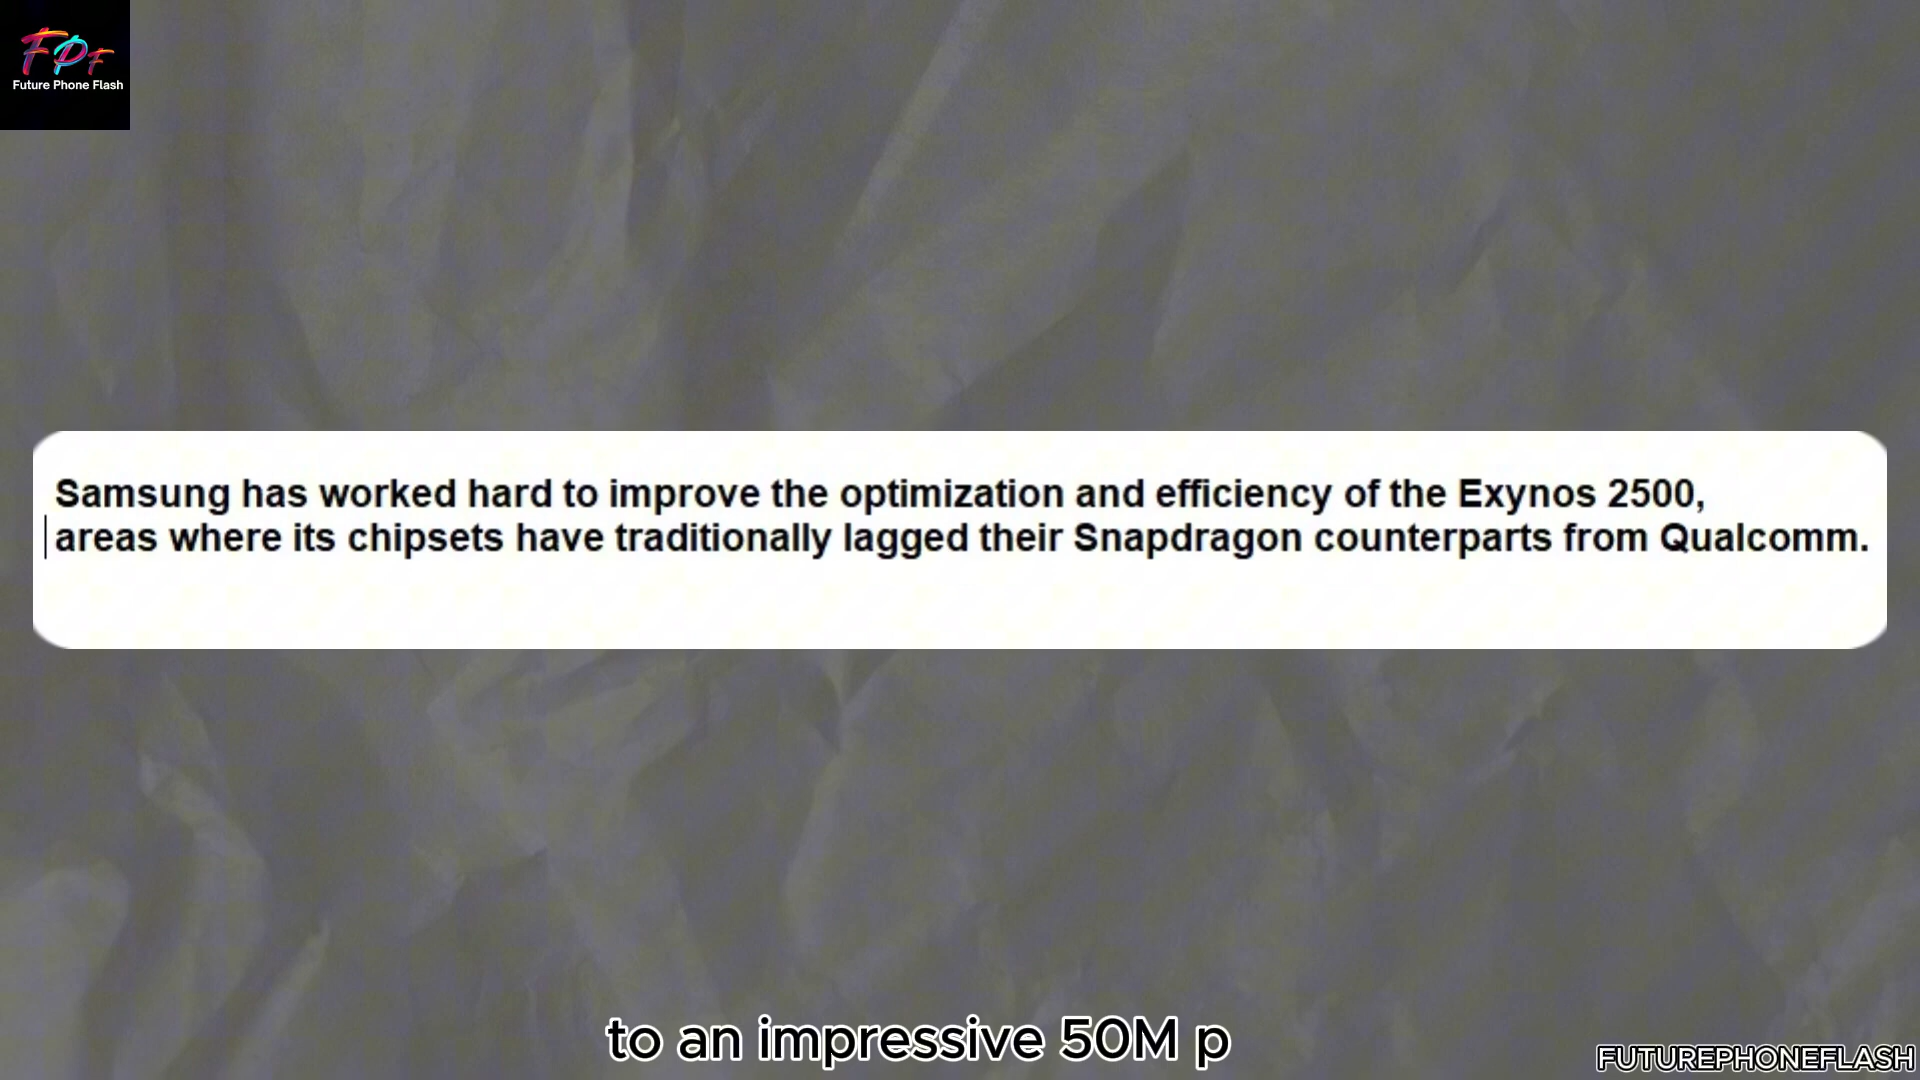 FPF
Future Phone Flash
Samsung has worked hard to improve the optimization and efficiency of the Exynos 2500,
areas where its chipsets have traditionally lagged their Snapdragon counterparts from Qualcomm.
to an impressive 50M p
FUTUREPHONEFLASH